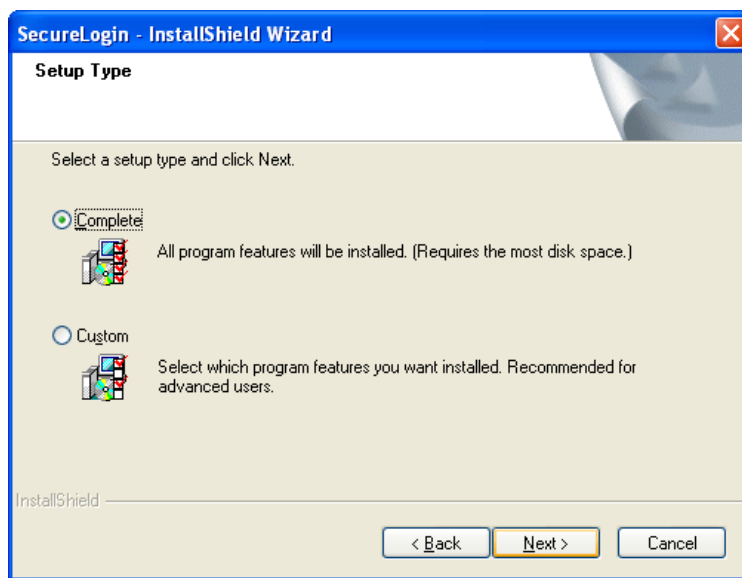 SecureLogin - InstallShield Wizard
Setup Type
Select a setup type and click Next.
Complete
All program features will be installed. (Requires the most disk space.)
Custom
Select which program features you want installed. Recommended for
advanced users.
InstallShield
< Back Next > Cancel